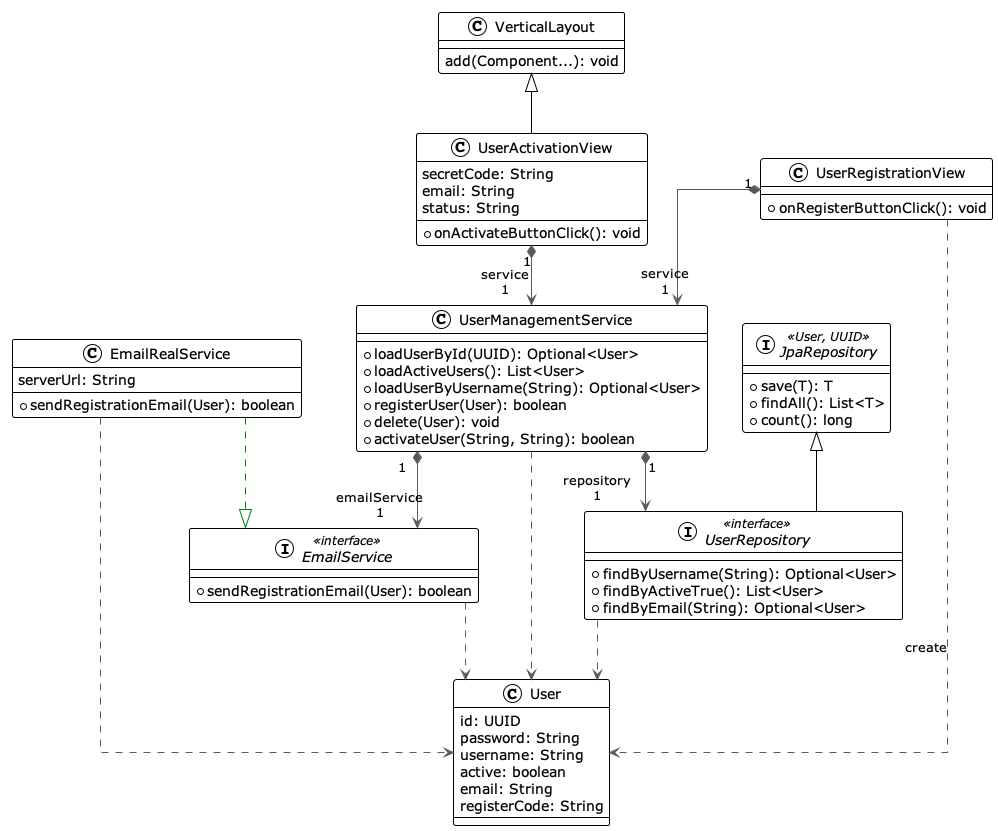 C VerticalLayout
add(Component...): void
C UserActivationView
secretCode: String
email: String
status: String
onActivateButtonClick(): void
C UserRegistrationView
onRegisterButtonClick(): void
1
1
service
1
service
1
C UserManagementService
loadUserById(UUID): Optional<User>
loadActiveUsers(): List<User>
loadUserByUsername(String): Optional<User>
registerUser(User): boolean
delete(User): void
activateUser(String, String): boolean
C EmailRealService
serverUrl: String
sendRegistrationEmail(User): boolean
«User, UUID»
I JpaRepository
save(T): T
findAll(): List<T>
count(): long
1
emailService
1
1
repository
1
«interface»
I EmailService
sendRegistrationEmail(User): boolean
«interface»
I UserRepository
findByUsername(String): Optional<User>
findByActiveTrue(): List<User>
findByEmail(String): Optional<User>
create
C User
id: UUID
password: String
username: String
active: boolean
email: String
registerCode: String